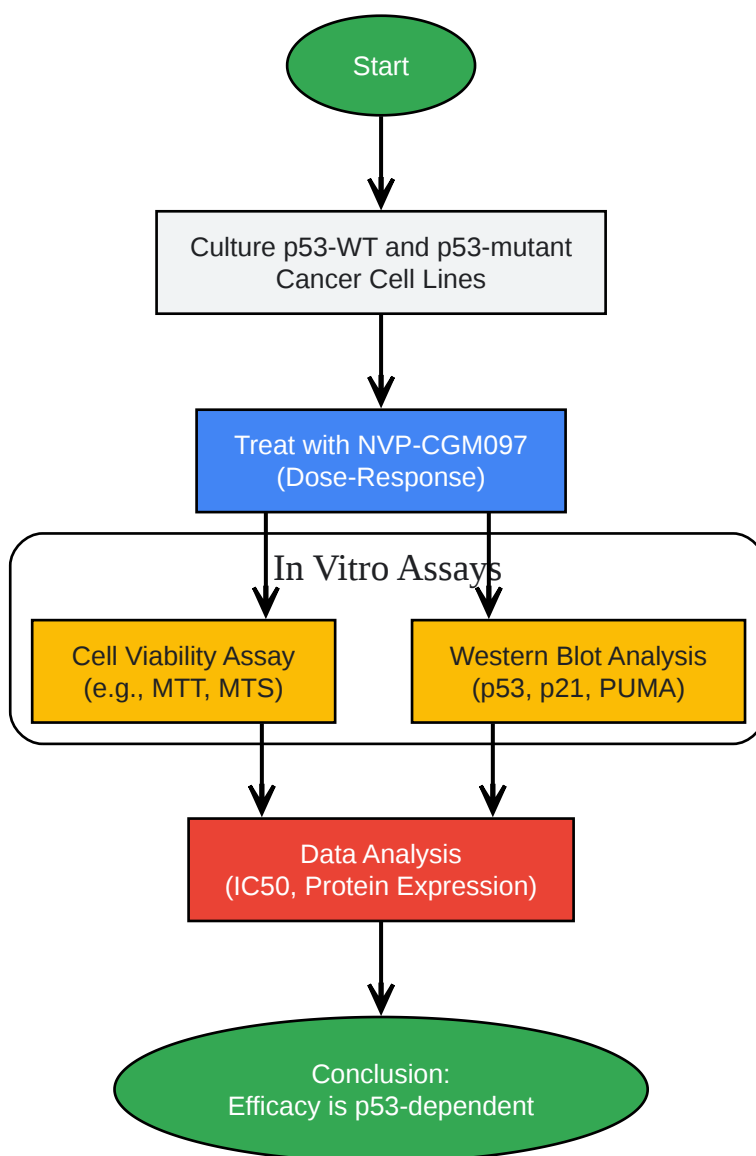 Start
Culture p53-WT and p53-mutant
Cancer Cell Lines
Treat with NVP-CGM097
(Dose-Response)
In Vitro Assays
Cell Viability Assay
(e.g., MTT, MTS)
Western Blot Analysis
(p53, p21, PUMA)
Data Analysis
(IC50, Protein Expression)
Conclusion:
Efficacy is p53-dependent